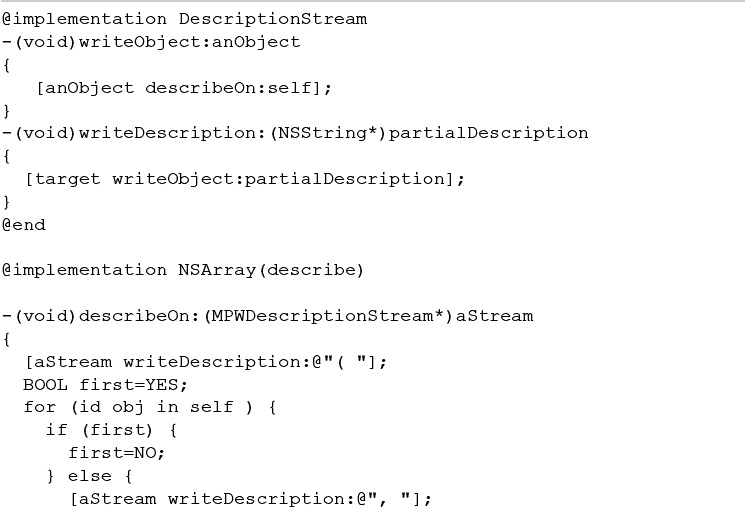 @implementation DescriptionStream
-(void)writeObject:anObject
{
   [anObject describeOn:self];
}
-(void)writeDescription:(NSString*)partialDescription
{
  [target writeObject:partialDescription];
}
@end

@implementation NSArray(describe)

-(void)describeOn:(MPWDescriptionStream*)aStream
{
  [aStream writeDescription:@"( "];
  BOOL first=YES;
  for (id obj in self ) {
    if (first) {
      first=NO;
    } else {
      [aStream writeDescription:@", "];